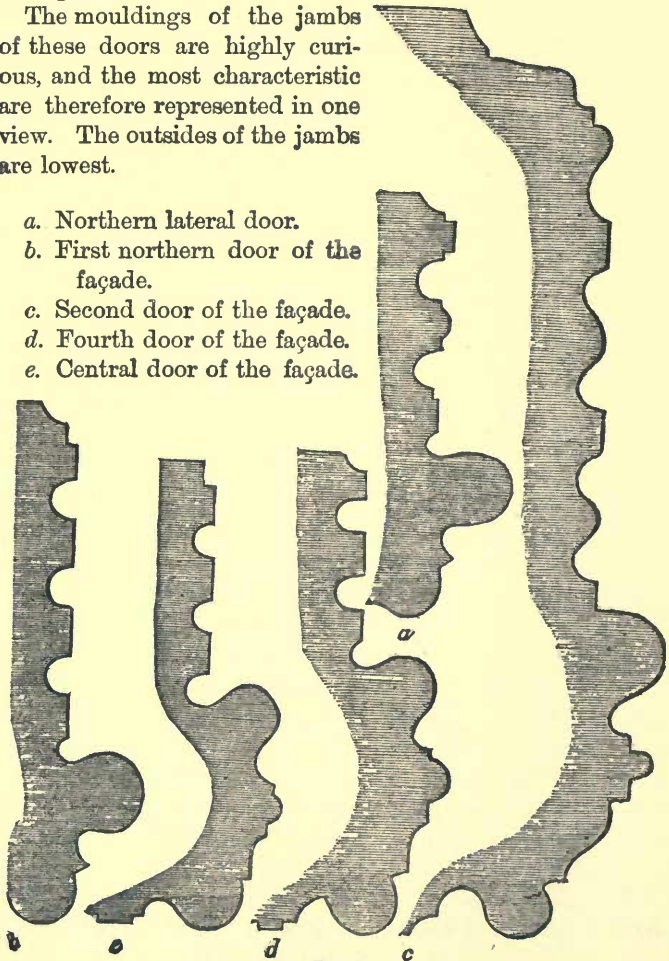 The mouldings of the jambs
of these doors are highly curi-
ous, and the most characteristic
are therefore represented in one
view. The outsides of the jambs
are lowest.
a. Northern lateral door.
b. First northern door of the
façade.
c. Second door of the façade.
d. Fourth door of the façade.
e. Central door of the façade.
a
b d